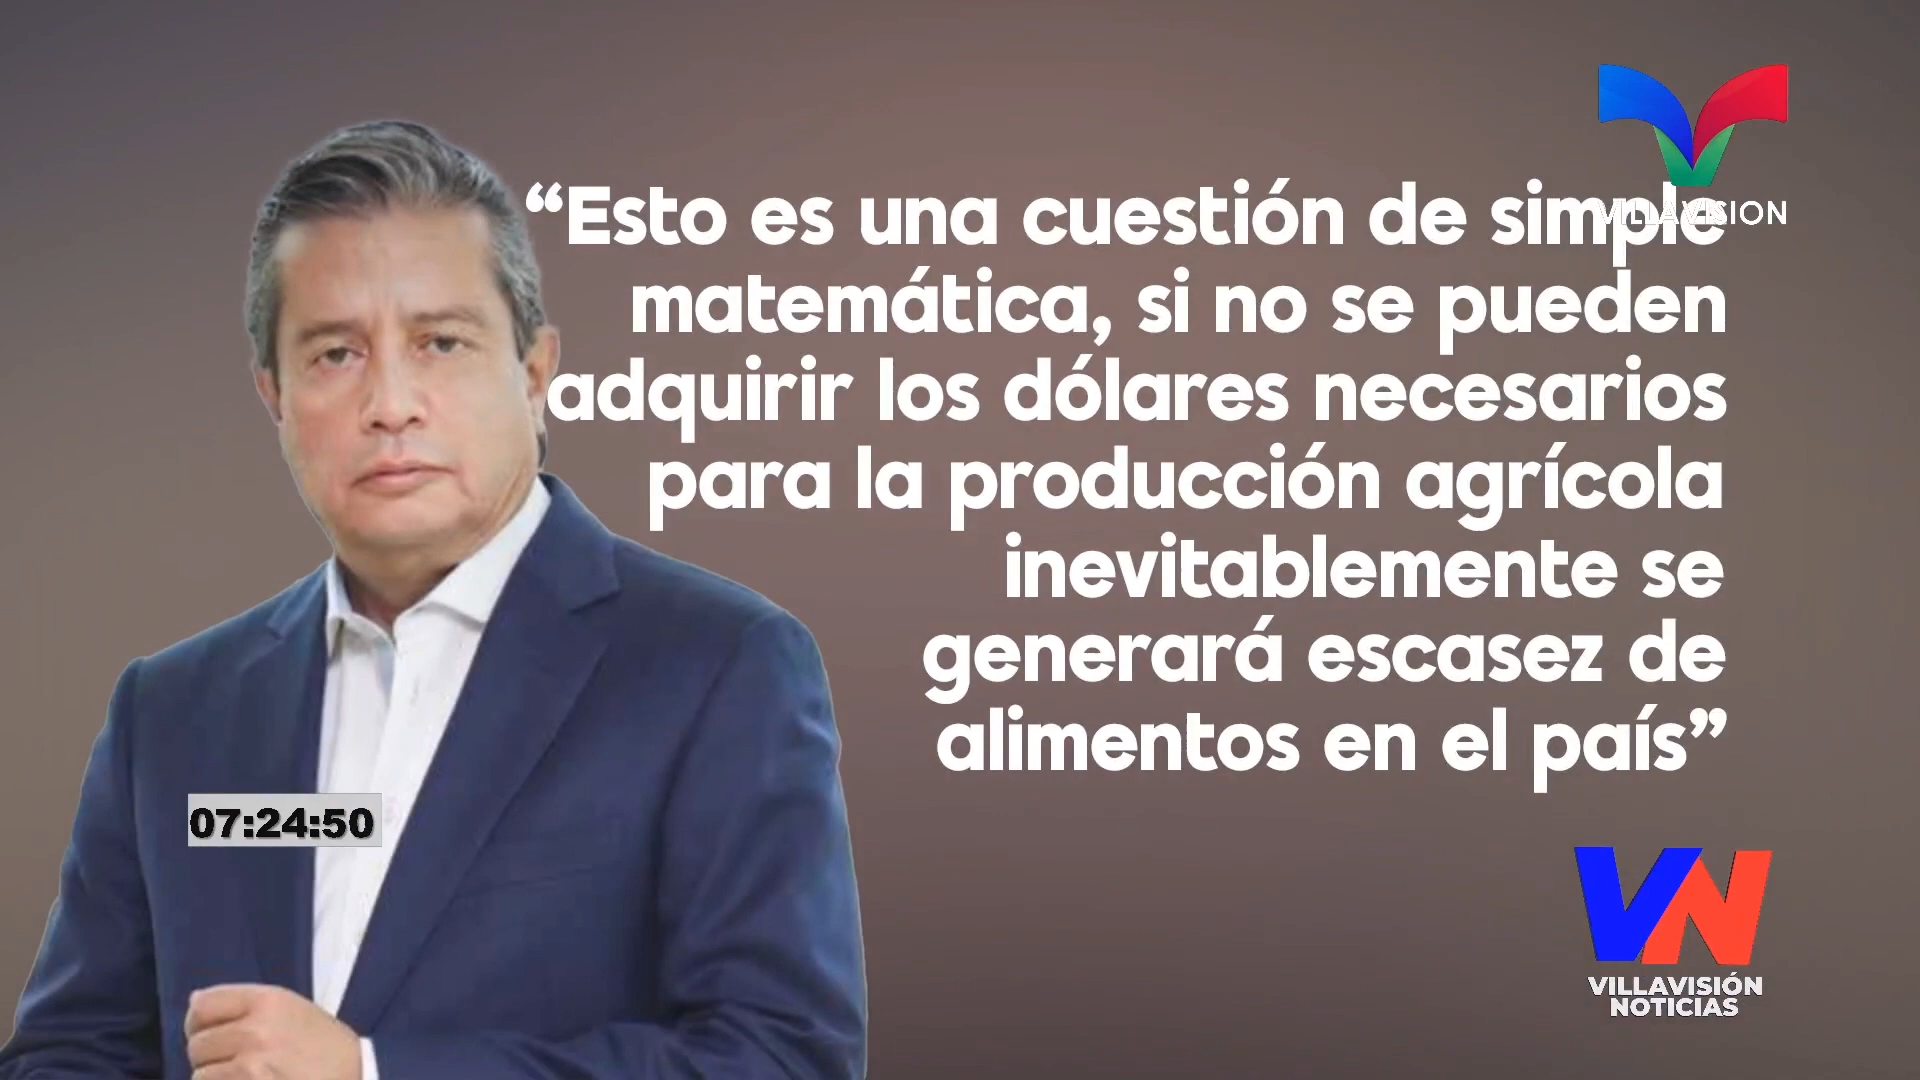 “Esto es una cuestión de simple
matemática, si no se pueden
adquirir los dólares necesarios
para la producción agrícola
inevitablemente se
generará escasez de
alimentos en el país”
VILLAVISION
07:24:50
VN
VILLAVISIÓN
NOTICIAS